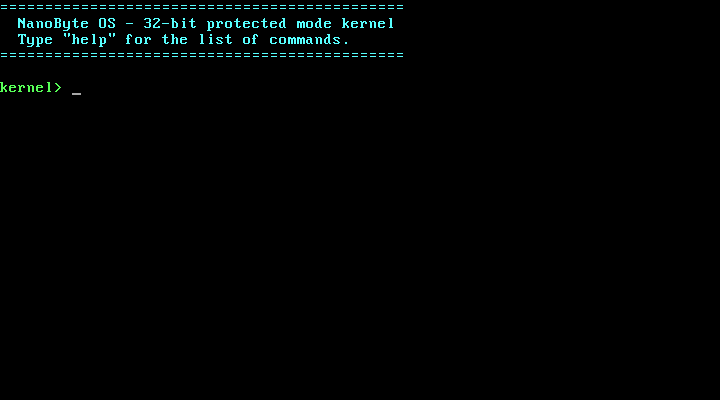 =============================================
  NanoByte OS - 32-bit protected mode kernel
  Type "help" for the list of commands.
=============================================
kernel> _